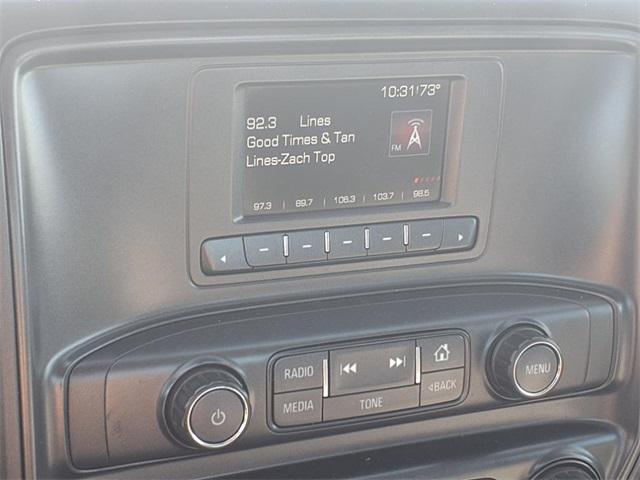 10:31 73°
92.3 Lines
Good Times & Tan
Lines-Zach Top
FM
97.3 | 89.7 | 106.3 | 103.7 | 98.5
RADIO
MEDIA
TONE
BACK
MENU